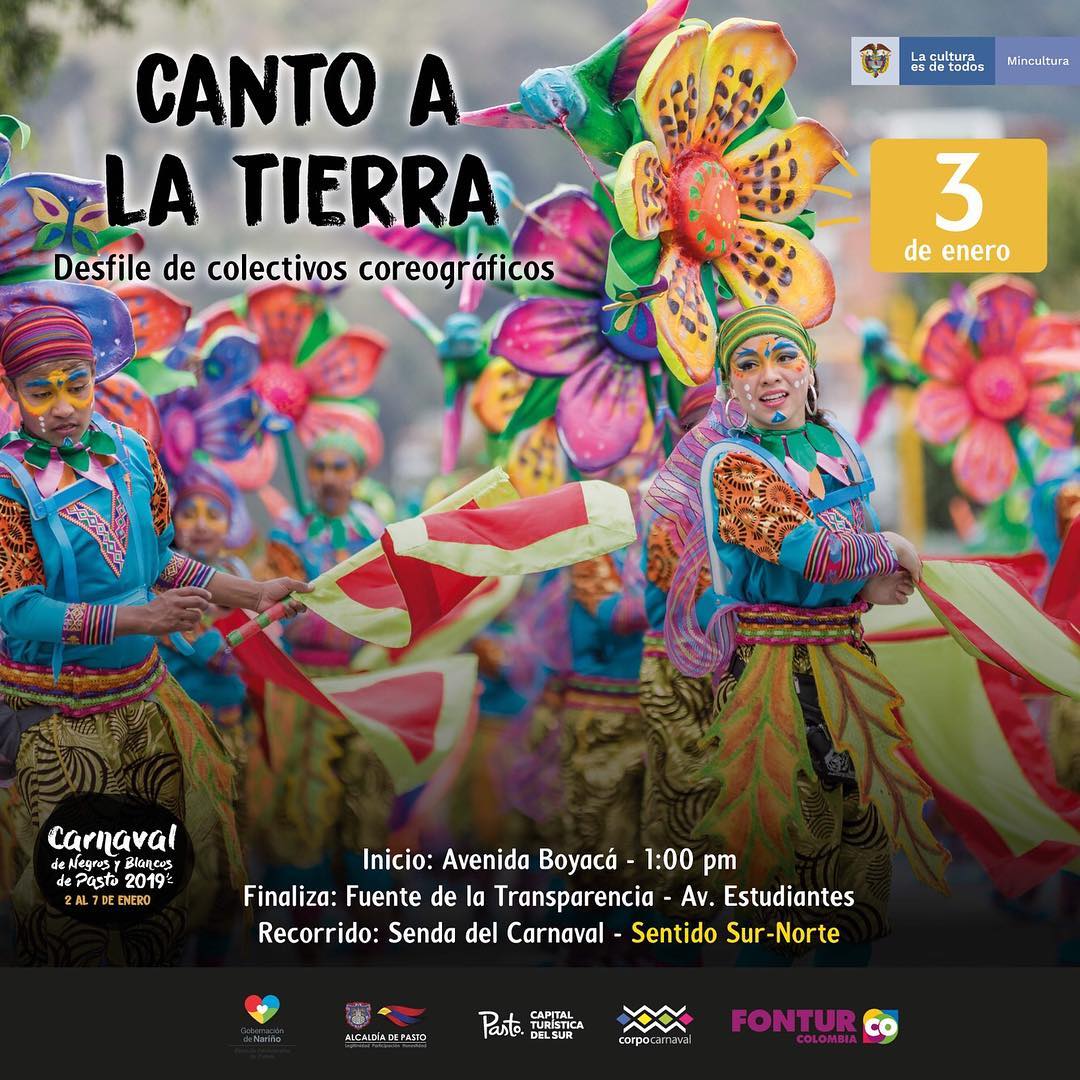 CANTO A
LA TIERRA
Desfile de colectivos coreográficos
La cultura
es de todos
Mincultura
3
de enero
Carnaval
de Negros y Blancos
de Pasto 2019
2 AL 7 DE ENERO
Inicio: Avenida Boyacá - 1:00 pm
Finaliza: Fuente de la Transparencia - Av. Estudiantes
Recorrido: Senda del Carnaval - Sentido Sur-Norte
Gobernación
de Nariño
ALCALDÍA DE PASTO
Legitimidad Participación Honestidad
Pasto.
CAPITAL
TURÍSTICA
DEL SUR
corpocarnaval
FONTUR
COLOMBIA
CO